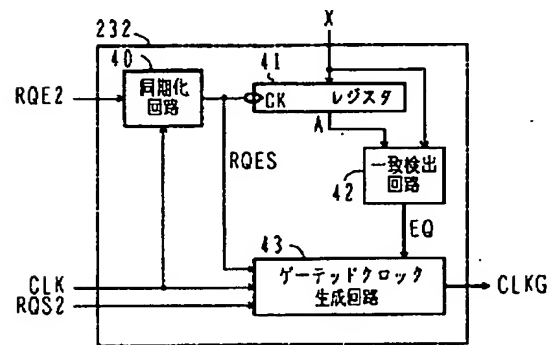 232
X
40
同期化
回路
RQE2
41
CK レジスタ
A
RQES
一致検出
回路
42
EQ
43
ゲーテッドクロック
生成回路
CLK
RQS2
CLKG